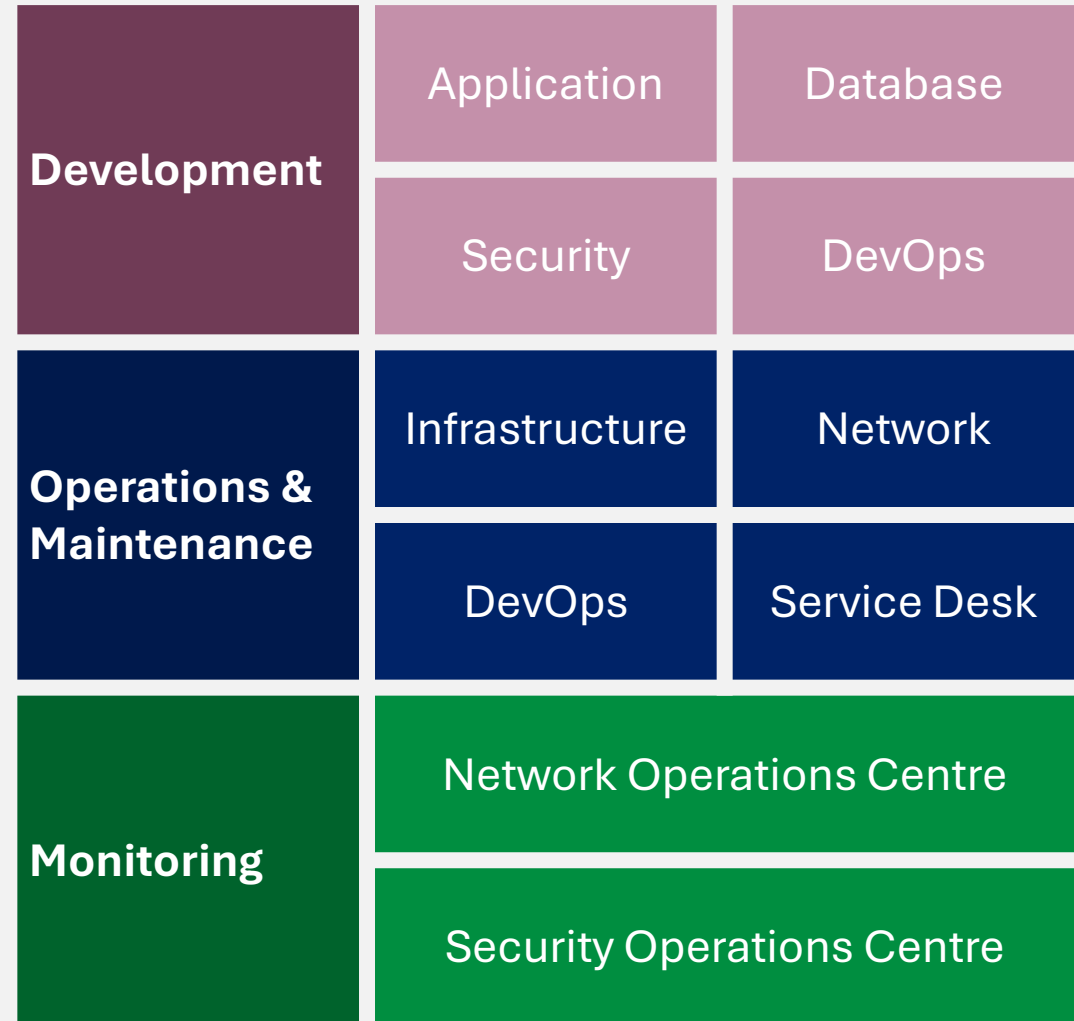 Development
Application
Database
Security
DevOps
Operations &
Maintenance
Infrastructure
Network
DevOps
Service Desk
Monitoring
Network Operations Centre
Security Operations Centre